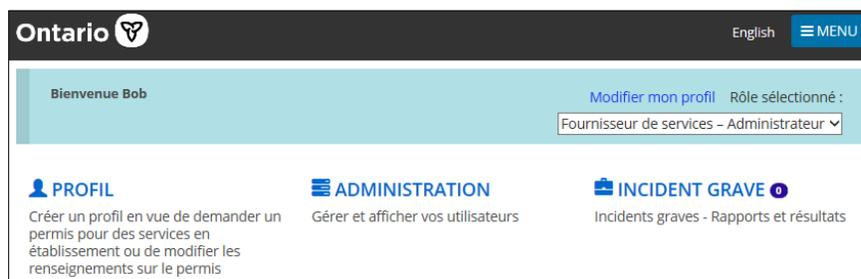 Ontario
English
MENU
Bienvenue Bob
Modifier mon profil Rôle sélectionné :
Fournisseur de services – Administrateur
PROFIL
Créer un profil en vue de demander un
permis pour des services en
établissement ou de modifier les
renseignements sur le permis
ADMINISTRATION
Gérer et afficher vos utilisateurs
INCIDENT GRAVE 0
Incidents graves - Rapports et résultats